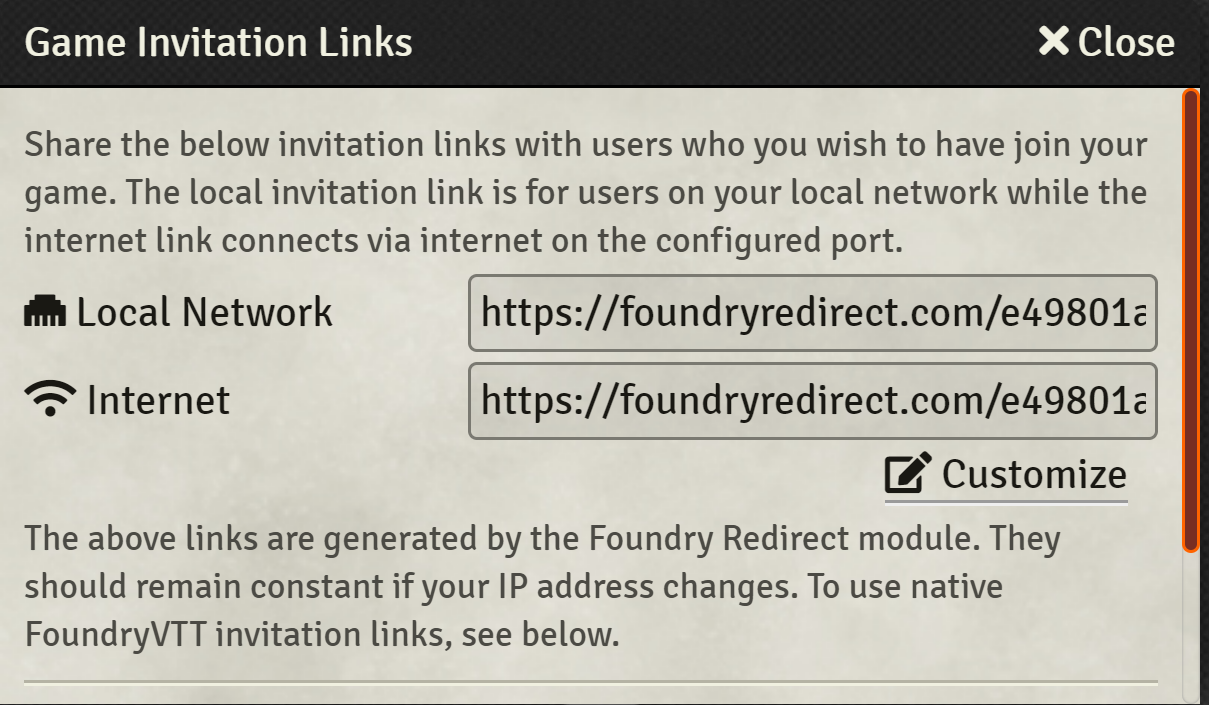 Game Invitation Links
Close
Share the below invitation links with users who you wish to have join your
game. The local invitation link is for users on your local network while the
internet link connects via internet on the configured port.
Local Network https://foundryredirect.com/e49801a
Internet https://foundryredirect.com/e49801a
Customize
The above links are generated by the Foundry Redirect module. They
should remain constant if your IP address changes. To use native
FoundryVTT invitation links, see below.